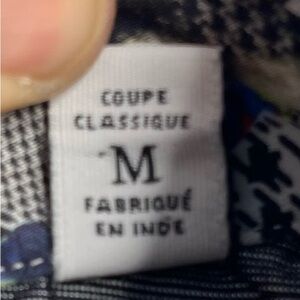 COUPE
CLASSIQUE
M
FABRIQUÉ
EN INDE